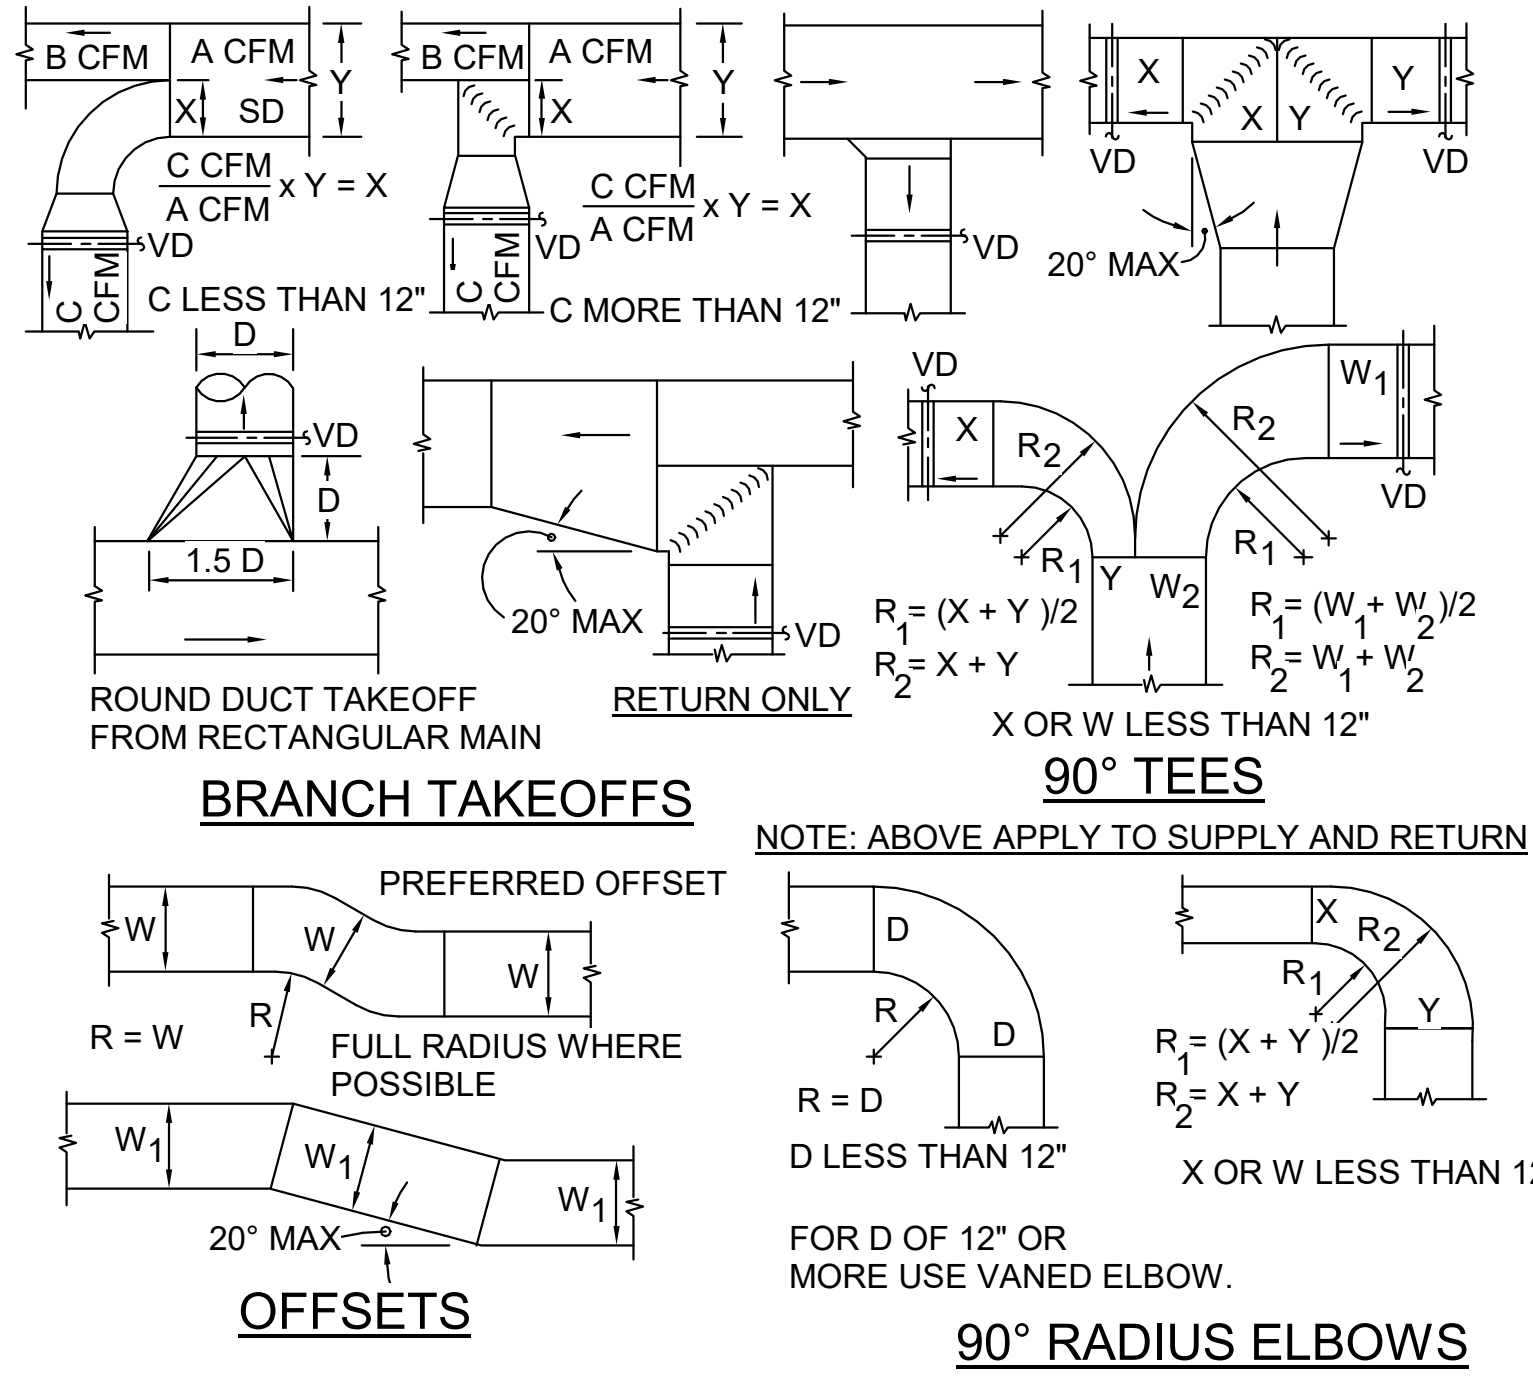 B CFM
A CFM
Y
X
SD
C CFM
A CFM
x Y = X
VD
C
CFM
C LESS THAN 12"
B CFM
A CFM
Y
X
C CFM
A CFM
x Y = X
VD
C
CFM
C MORE THAN 12"
VD
X
Y
X
Y
VD
VD
20° MAX
D
VD
D
1.5 D
ROUND DUCT TAKEOFF
FROM RECTANGULAR MAIN
20° MAX
VD
RETURN ONLY
BRANCH TAKEOFFS
VD
X
R2
R1
Y
W2
W1
R2
R1
VD
R1= (X + Y )/2
R2= X + Y
R1= (W1+ W2)/2
R2= W1+ W2
X OR W LESS THAN 12"
90° TEES
NOTE: ABOVE APPLY TO SUPPLY AND RETURN
PREFERRED OFFSET
W
W
W
R
R = W
FULL RADIUS WHERE
POSSIBLE
W1
W1
W1
20° MAX
OFFSETS
D
R
D
R = D
D LESS THAN 12"
X
R2
R1
Y
R1= (X + Y )/2
R2= X + Y
X OR W LESS THAN
FOR D OF 12" OR
MORE USE VANED ELBOW.
90° RADIUS ELBOWS